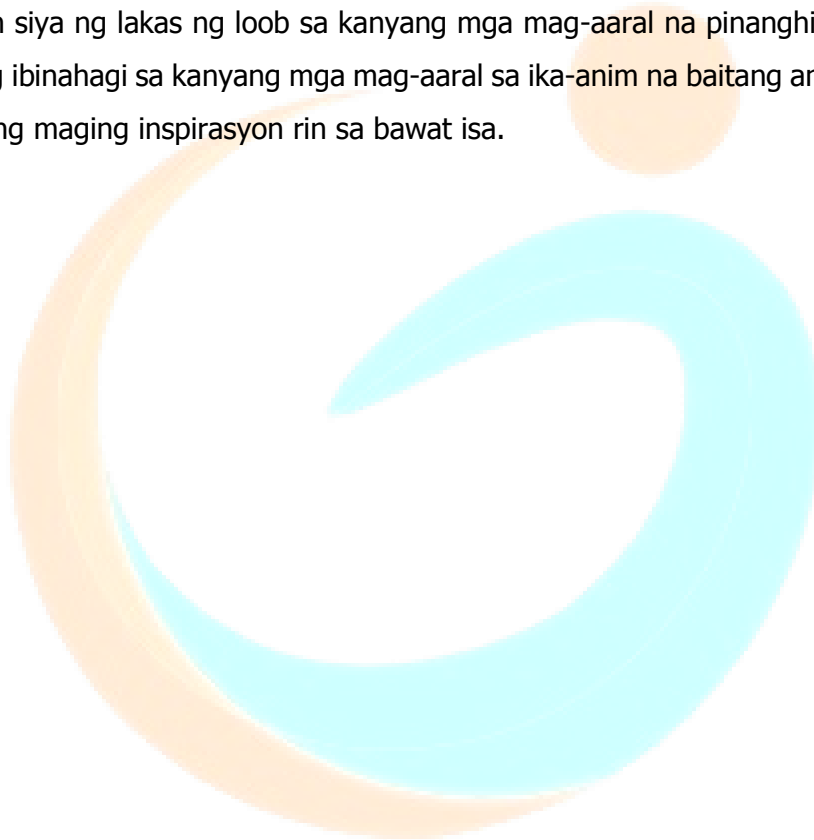 siya ng lakas ng loob sa kanyang mga mag-aaral na pinanghi
ibinahagi sa kanyang mga mag-aaral sa ika-anim na baitang
ng maging inspirasyon rin sa bawat isa.